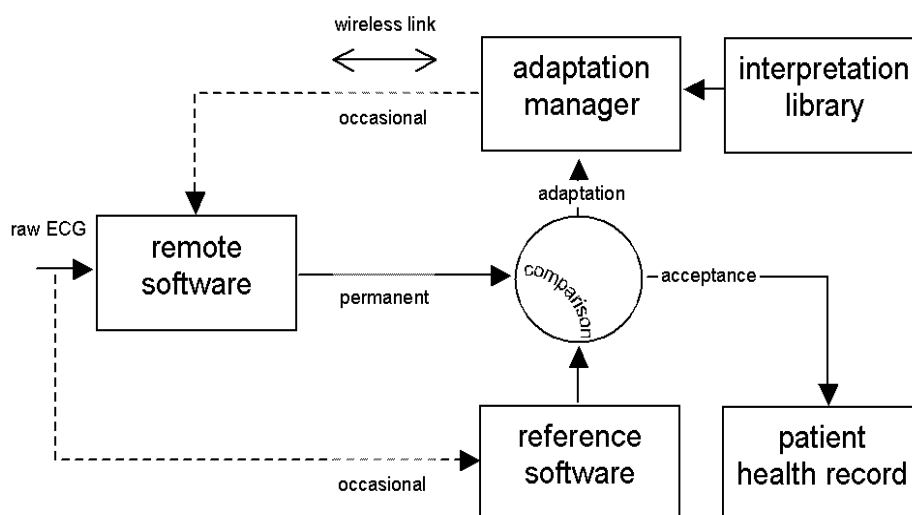 wireless link
adaptation
manager
interpretation
library
occasional
adaptation
raw ECG
remote
software
permanent
comparison
acceptance
reference
software
patient
health record
occasional